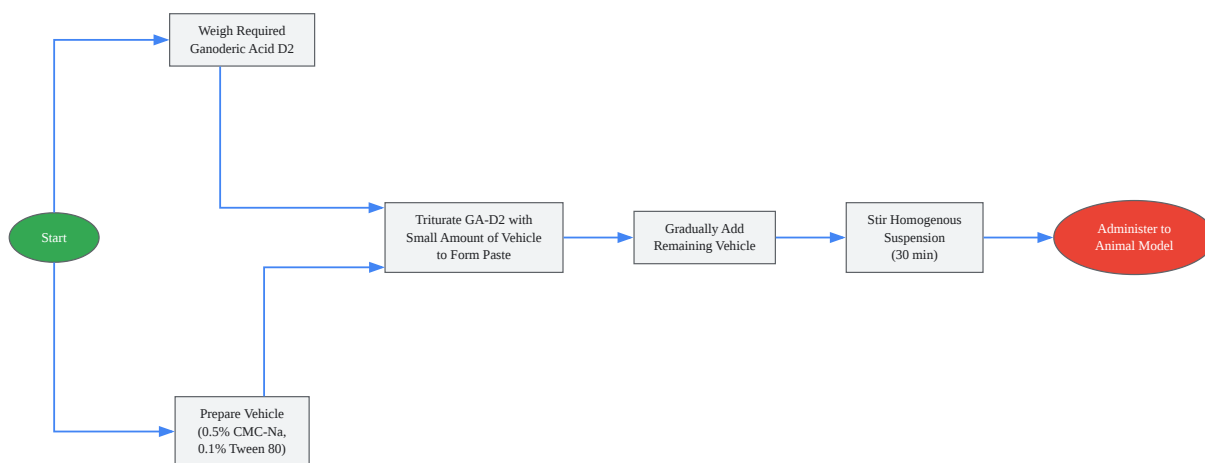 Weigh Required
Ganoderic Acid D2
Start
Triturate GA-D2 with
Small Amount of Vehicle
to Form Paste
Gradually Add
Remaining Vehicle
Stir Homogenous
Suspension
(30 min)
Administer to
Animal Model
Prepare Vehicle
(0.5% CMC-Na,
0.1% Tween 80)